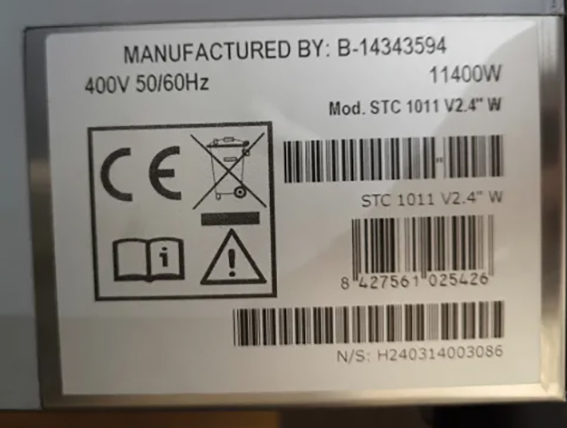 MANUFACTURED BY: B-14343594
400V 50/60Hz 11400W
Mod. STC 1011 V2.4" W
CE
STC 1011 V2.4" W
8 427561 025426
N/S: H240314003086